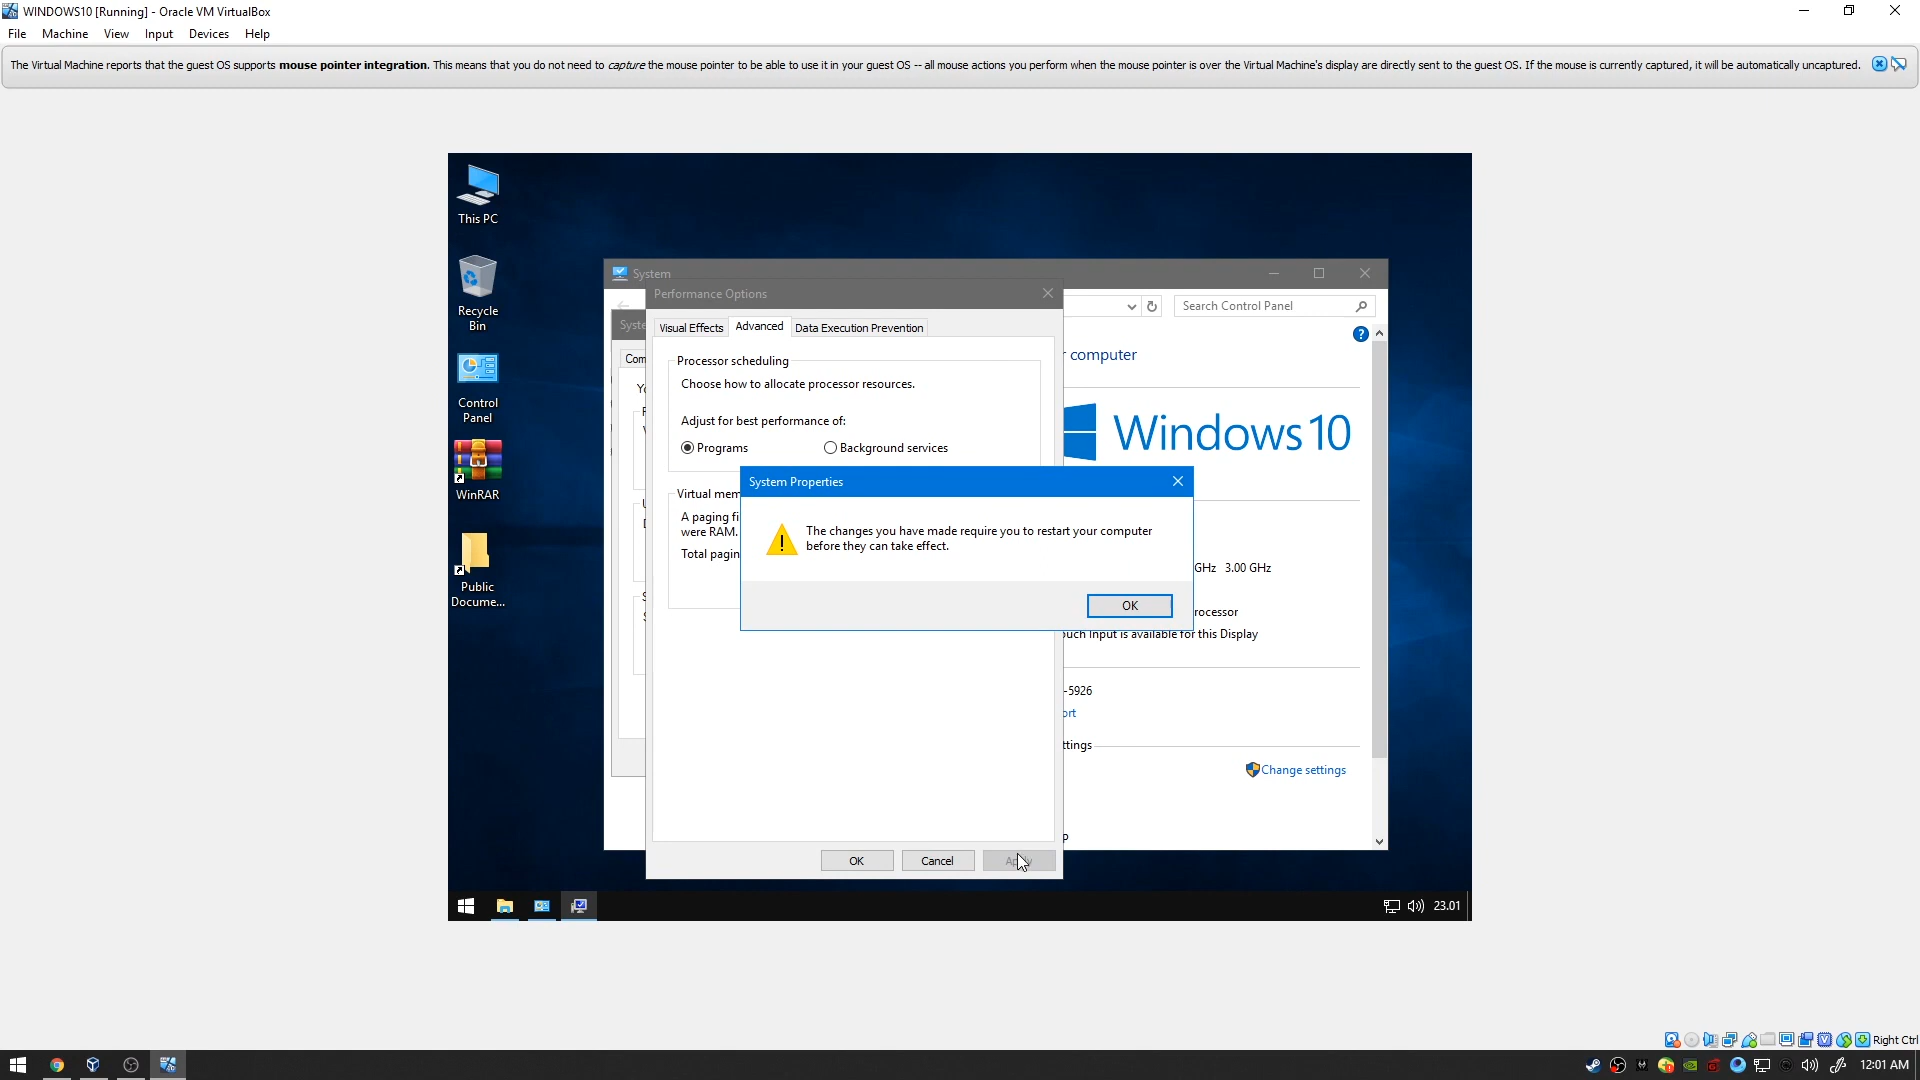 WINDOWS10 [Running] - Oracle VM VirtualBox
File Machine View Input Devices Help
The Virtual Machine reports that the guest OS supports mouse pointer integration. This means that you do not need to capture the mouse pointer to be able to use it in your guest OS -- all mouse actions you perform when the mouse pointer is over the Virtual Machine's display are directly sent to the guest OS. If the mouse is currently captured, it will be automatically uncaptured.
This PC
Recycle
Bin
Control
Panel
WinRAR
Public
Docume...
System
Performance Options
Search Control Panel
Syste
Visual Effects Advanced Data Execution Prevention
Com
computer
Processor scheduling
Choose how to allocate processor resources.
Adjust for best performance of:
Programs Background services
Windows 10
System Properties
The changes you have made require you to restart your computer
before they can take effect.
OK
Virtual mem
A paging fi
were RAM.
Total pagin
GHz 3.00 GHz
rocessor
ouch Input is available for this Display
-5926
ort
ttings
Change settings
OK Cancel
23.01
Right Ctrl
12:01 AM